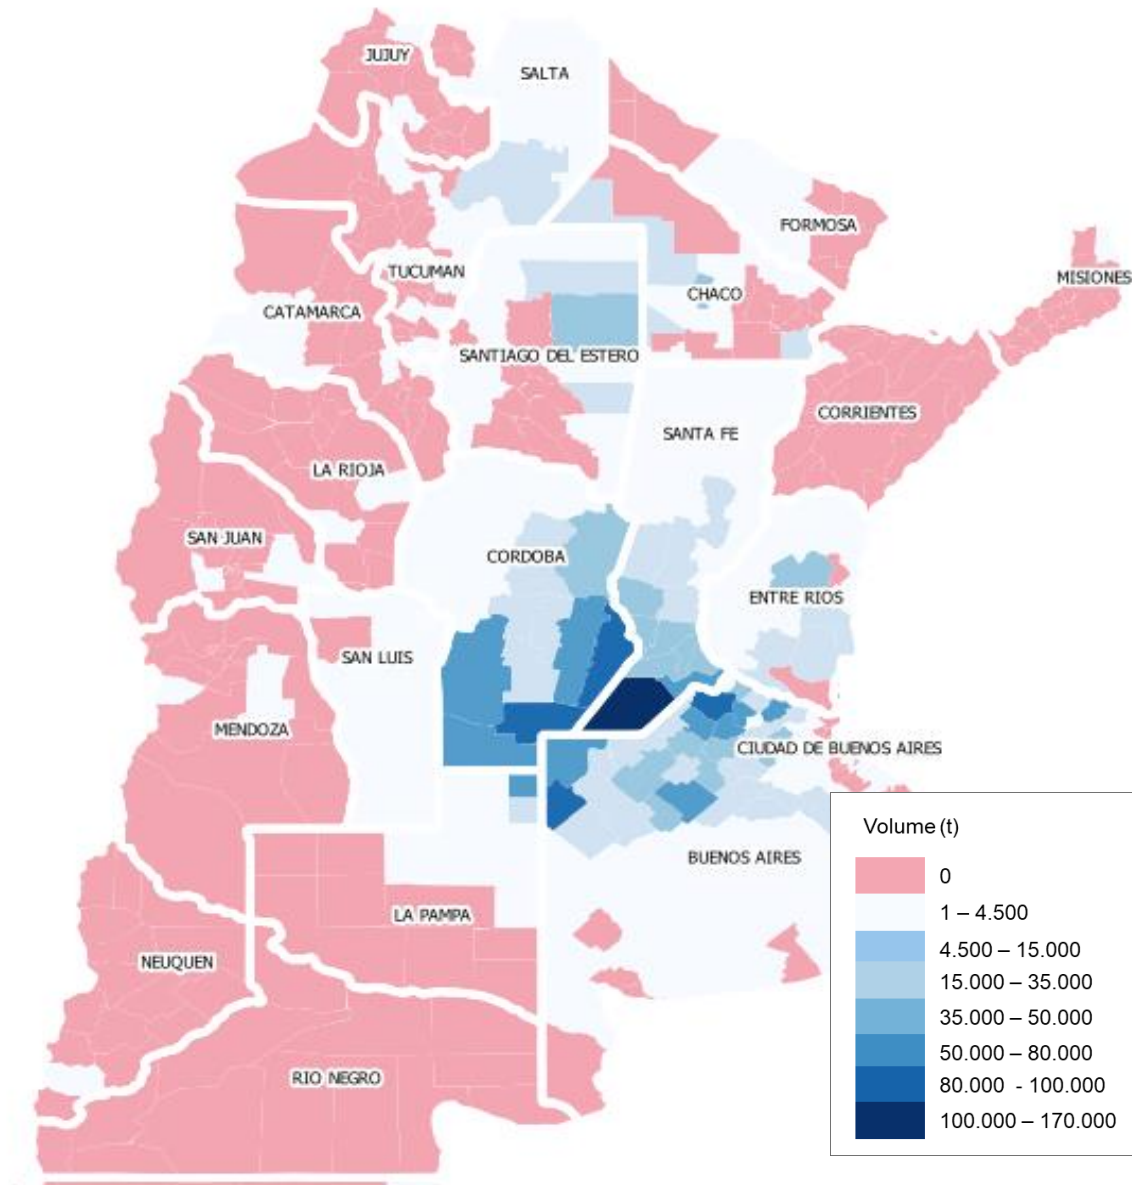 JUJUY
SALTA
FORMOSA
TUCUMAN
MISIONES
CHACO
CATAMARCA
SANTIAGO DEL ESTERO
CORRIENTES
SANTA FE
LA RIOJA
SAN JUAN
CORDOBA
ENTRE RIOS
SAN LUIS
MENDOZA
CIUDAD DE BUENOS AIRES
BUENOS AIRES
LA PAMPA
NEUQUEN
RIO NEGRO
Volume (t)
0
1 – 4.500
4.500 – 15.000
15.000 – 35.000
35.000 – 50.000
50.000 – 80.000
80.000 - 100.000
100.000 – 170.000